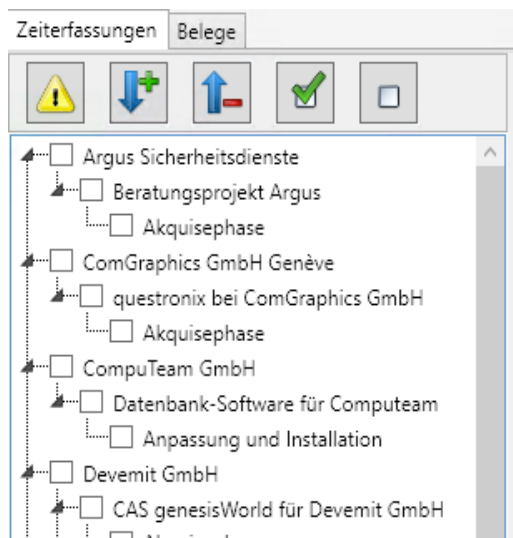 Zeiterfassungen Belege
Argus Sicherheitsdienste
Beratungsprojekt Argus
Akquisephase
ComGraphics GmbH Genève
questronix bei ComGraphics GmbH
Akquisephase
CompuTeam GmbH
Datenbank-Software für Computeam
Anpassung und Installation
Devemit GmbH
CAS genesisWorld für Devemit GmbH